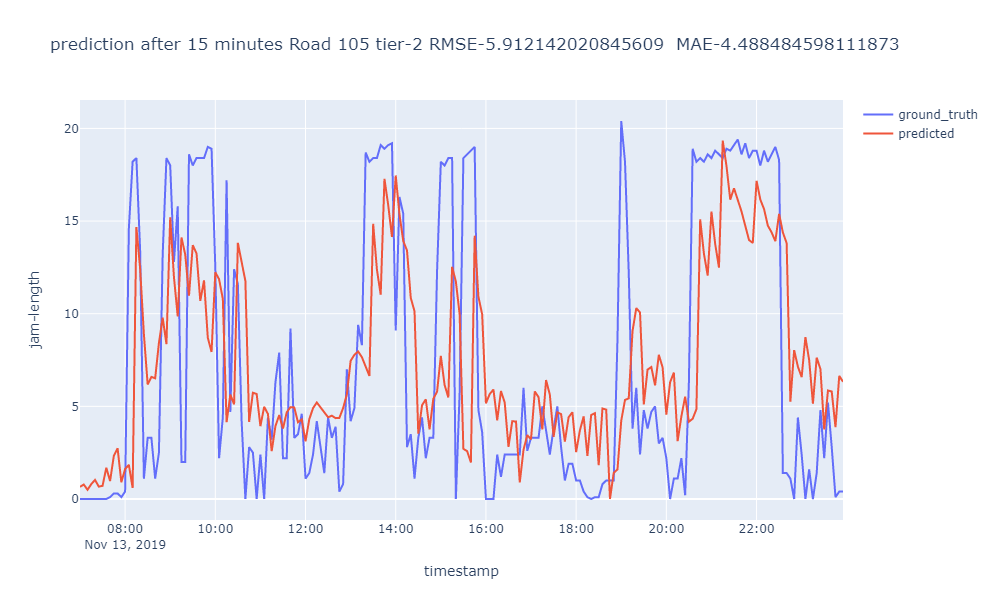 prediction after 15 minutes Road 105 tier-2 RMSE-5.912142020845609  MAE-4.488484598111873
ground_truth
predicted
20
15
10
5
0
jam-length
08:00 10:00 12:00 14:00 16:00 18:00 20:00 22:00
Nov 13, 2019
timestamp